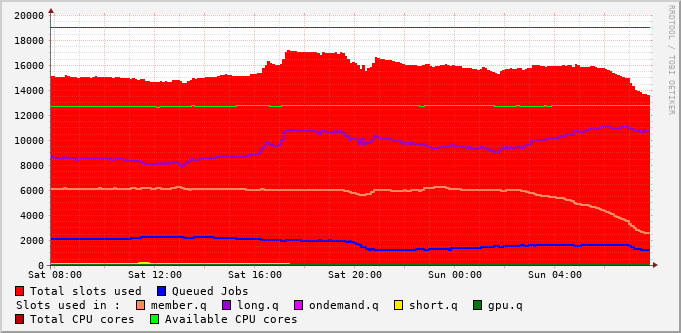 20000
18000
16000
14000
12000
10000
8000
6000
4000
2000
0
Sat 08:00 Sat 12:00 Sat 16:00 Sat 20:00 Sun 00:00 Sun 04:00
Total slots used Queued Jobs
Slots used in : member.q long.q ondemand.q short.q gpu.q
Total CPU cores Available CPU cores
RRDTOOL / TOBI OETIKER